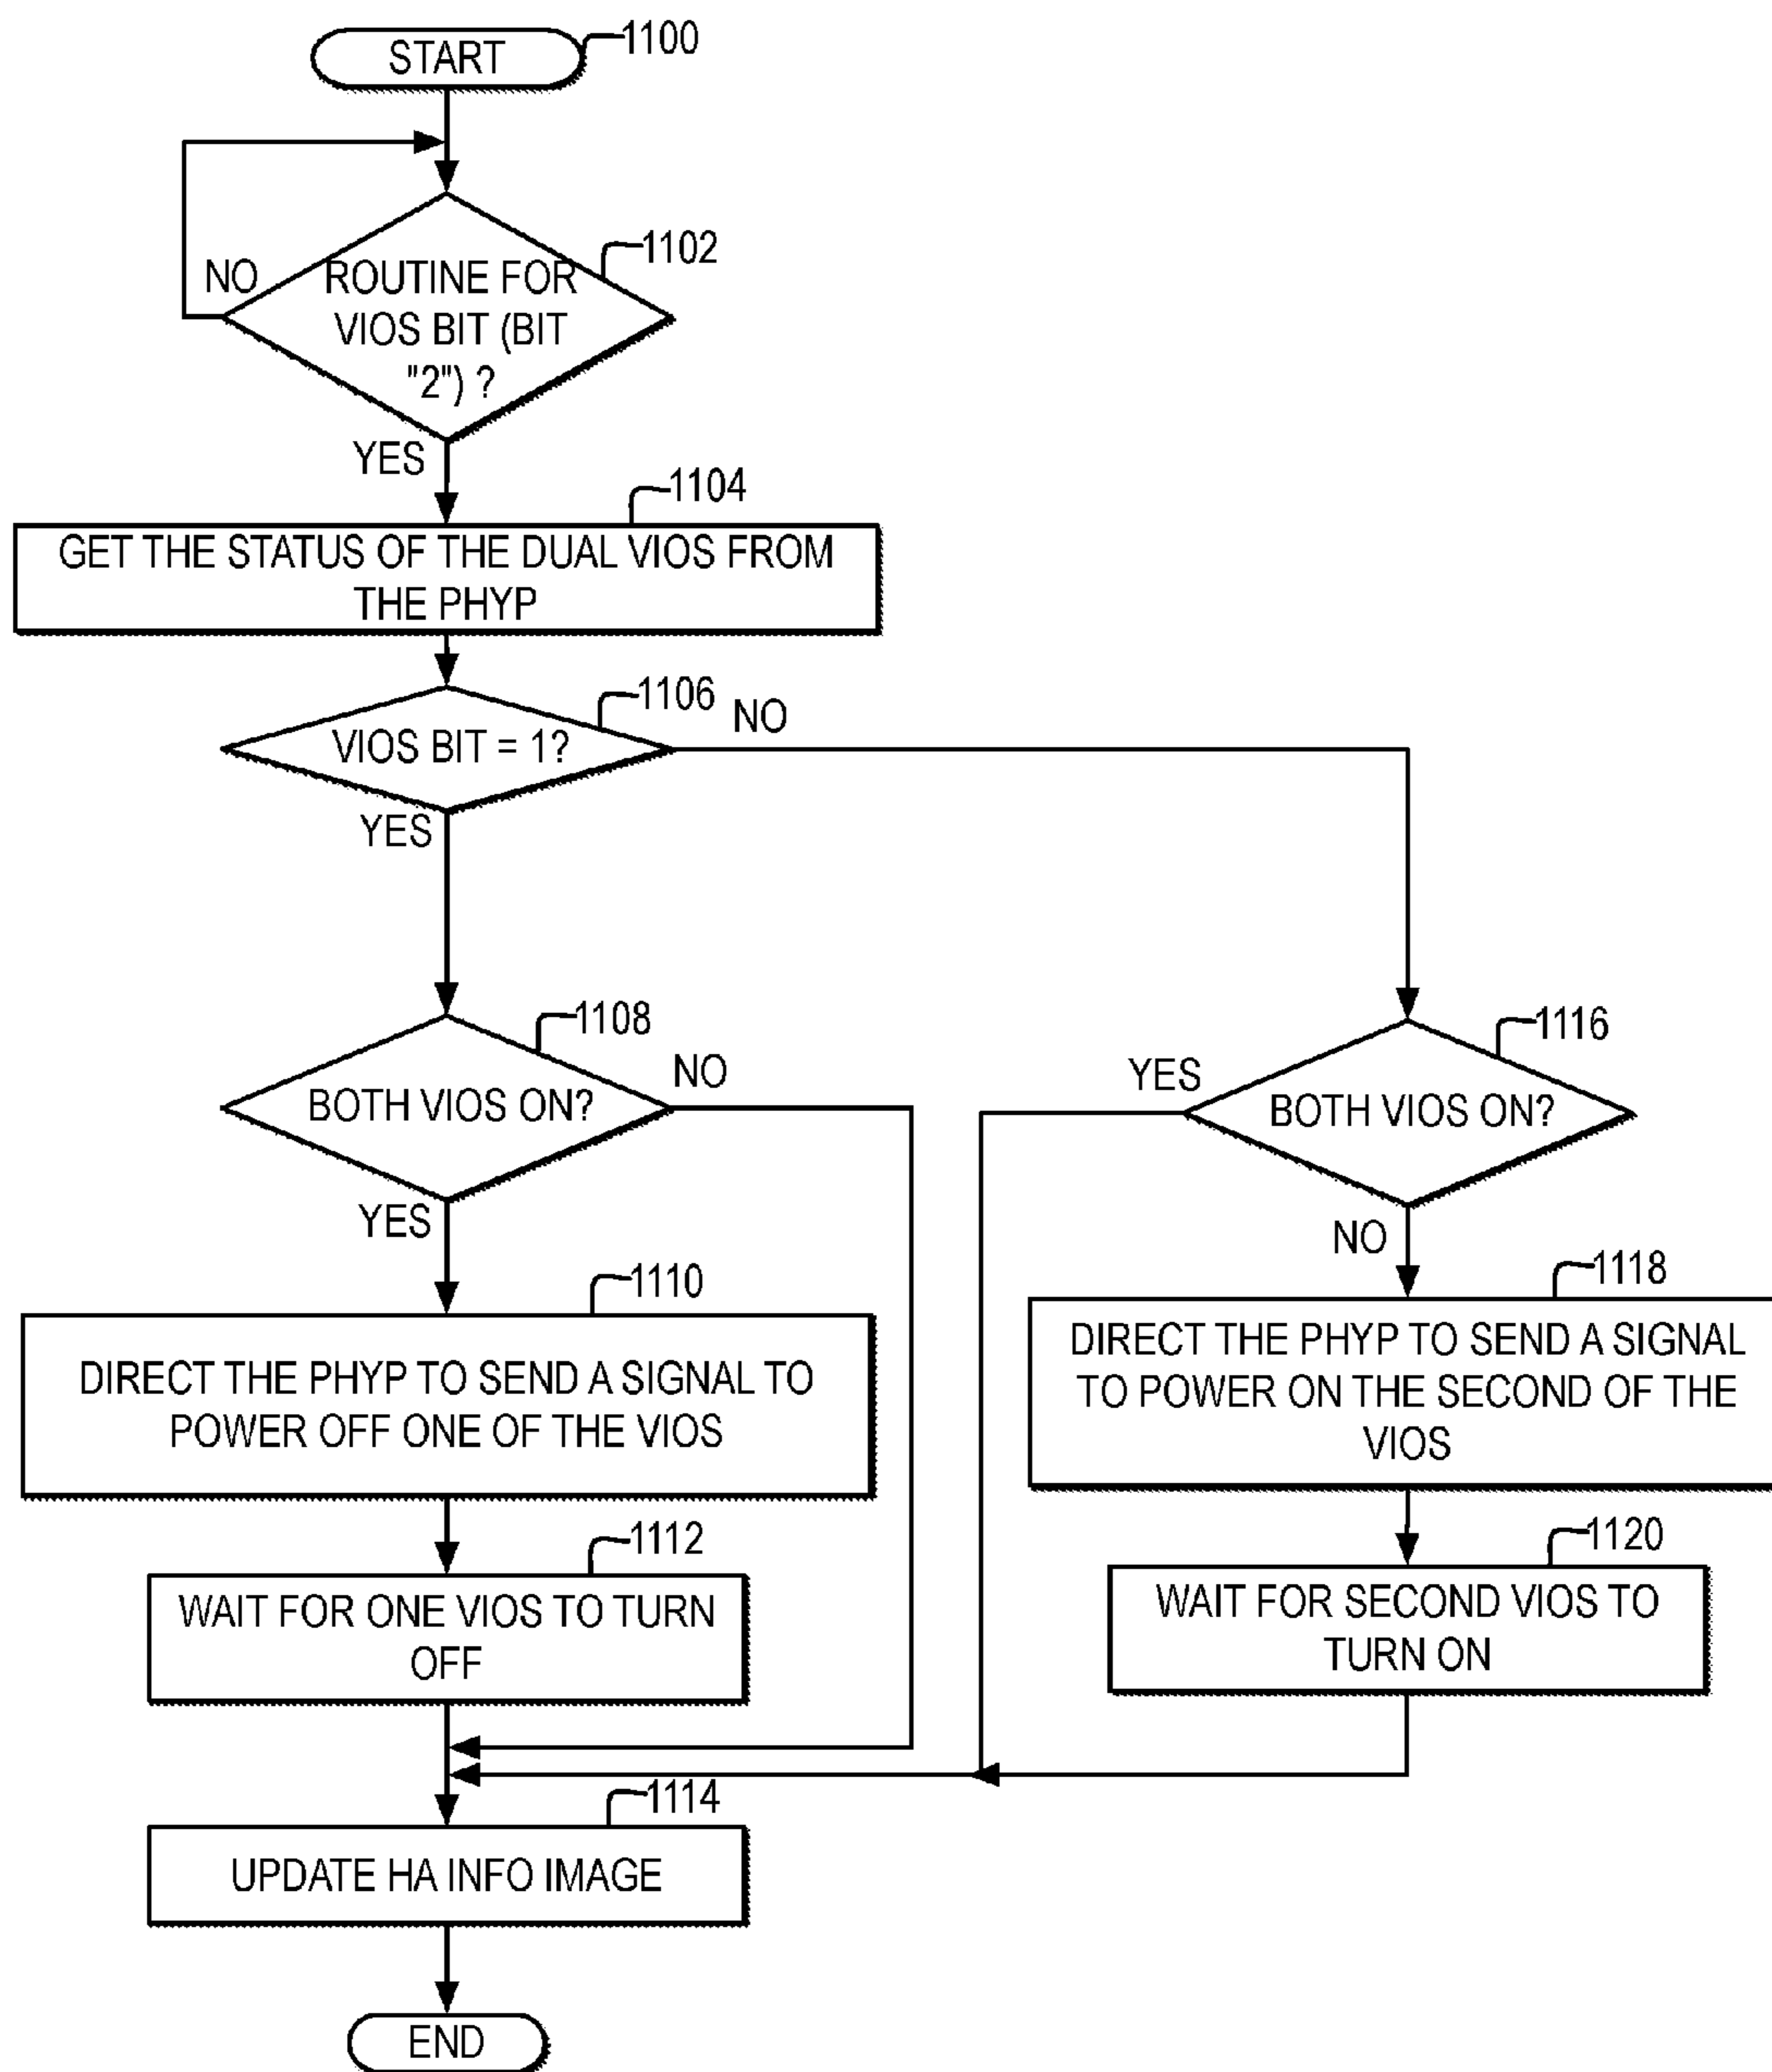 START
1100
1102
NO
ROUTINE FOR
VIOS BIT (BIT
"2") ?
YES
1104
GET THE STATUS OF THE DUAL VIOS FROM
THE PHYP
1106
NO
VIOS BIT = 1?
YES
1108
NO
BOTH VIOS ON?
YES
1116
YES
BOTH VIOS ON?
NO
1110
DIRECT THE PHYP TO SEND A SIGNAL TO
POWER OFF ONE OF THE VIOS
1118
DIRECT THE PHYP TO SEND A SIGNAL
TO POWER ON THE SECOND OF THE
VIOS
1112
WAIT FOR ONE VIOS TO TURN
OFF
1120
WAIT FOR SECOND VIOS TO
TURN ON
1114
UPDATE HA INFO IMAGE
END